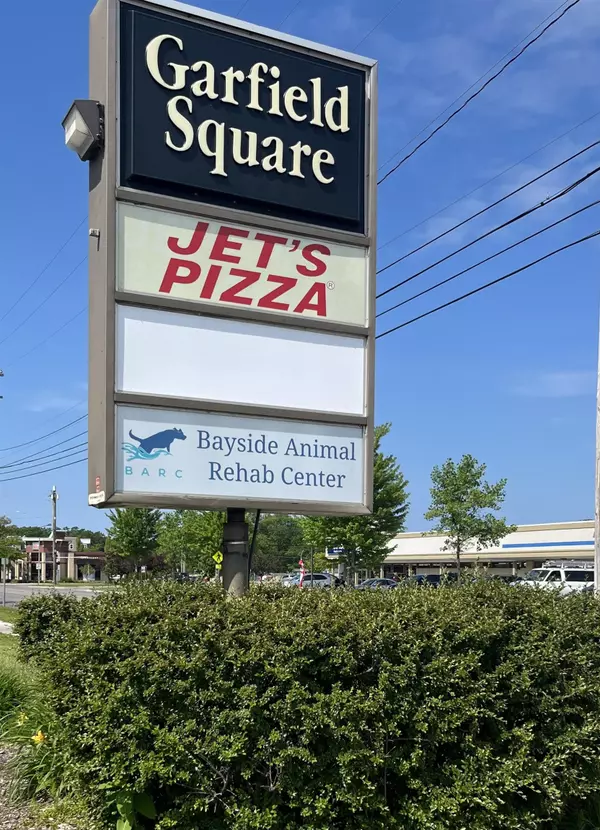 Garfield
Square
JET'S
PIZZA®
Bayside Animal
Rehab Center
BARC